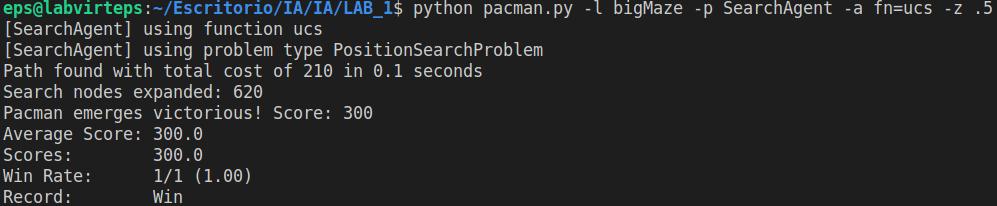 eps@labvirteps:~/Escritorio/IA/IA/LAB_1$ python pacman.py -l bigMaze -p SearchAgent -a fn=ucs -z .5
[SearchAgent] using function ucs
[SearchAgent] using problem type PositionSearchProblem
Path found with total cost of 210 in 0.1 seconds
Search nodes expanded: 620
Pacman emerges victorious! Score: 300
Average Score: 300.0
Scores:        300.0
Win Rate:      1/1 (1.00)
Record:        Win